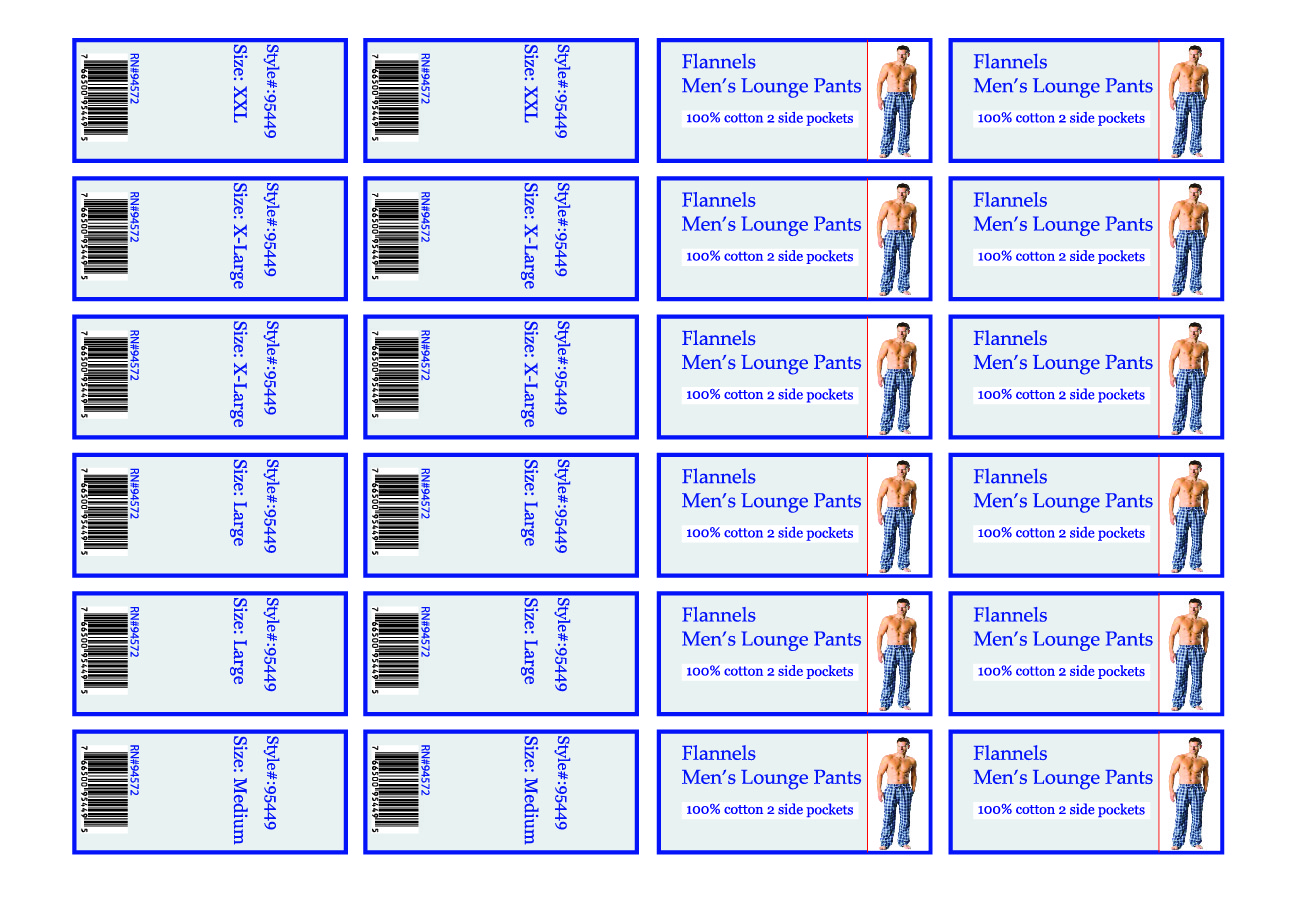 Style#:95449
Size: XXL
RN#94572
7 66500 95449 5
Style#:95449
Size: XXL
RN#94572
7 66500 95449 5
Flannels
Men’s Lounge Pants
100% cotton 2 side pockets
Flannels
Men’s Lounge Pants
100% cotton 2 side pockets
Style#:95449
Size: X-Large
RN#94572
7 66500 95449 5
Style#:95449
Size: X-Large
RN#94572
7 66500 95449 5
Flannels
Men’s Lounge Pants
100% cotton 2 side pockets
Flannels
Men’s Lounge Pants
100% cotton 2 side pockets
Style#:95449
Size: X-Large
RN#94572
7 66500 95449 5
Style#:95449
Size: X-Large
RN#94572
7 66500 95449 5
Flannels
Men’s Lounge Pants
100% cotton 2 side pockets
Flannels
Men’s Lounge Pants
100% cotton 2 side pockets
Style#:95449
Size: Large
RN#94572
7 66500 95449 5
Style#:95449
Size: Large
RN#94572
7 66500 95449 5
Flannels
Men’s Lounge Pants
100% cotton 2 side pockets
Flannels
Men’s Lounge Pants
100% cotton 2 side pockets
Style#:95449
Size: Large
RN#94572
7 66500 95449 5
Style#:95449
Size: Large
RN#94572
7 66500 95449 5
Flannels
Men’s Lounge Pants
100% cotton 2 side pockets
Flannels
Men’s Lounge Pants
100% cotton 2 side pockets
Style#:95449
Size: Medium
RN#94572
7 66500 95449 5
Style#:95449
Size: Medium
RN#94572
7 66500 95449 5
Flannels
Men’s Lounge Pants
100% cotton 2 side pockets
Flannels
Men’s Lounge Pants
100% cotton 2 side pockets